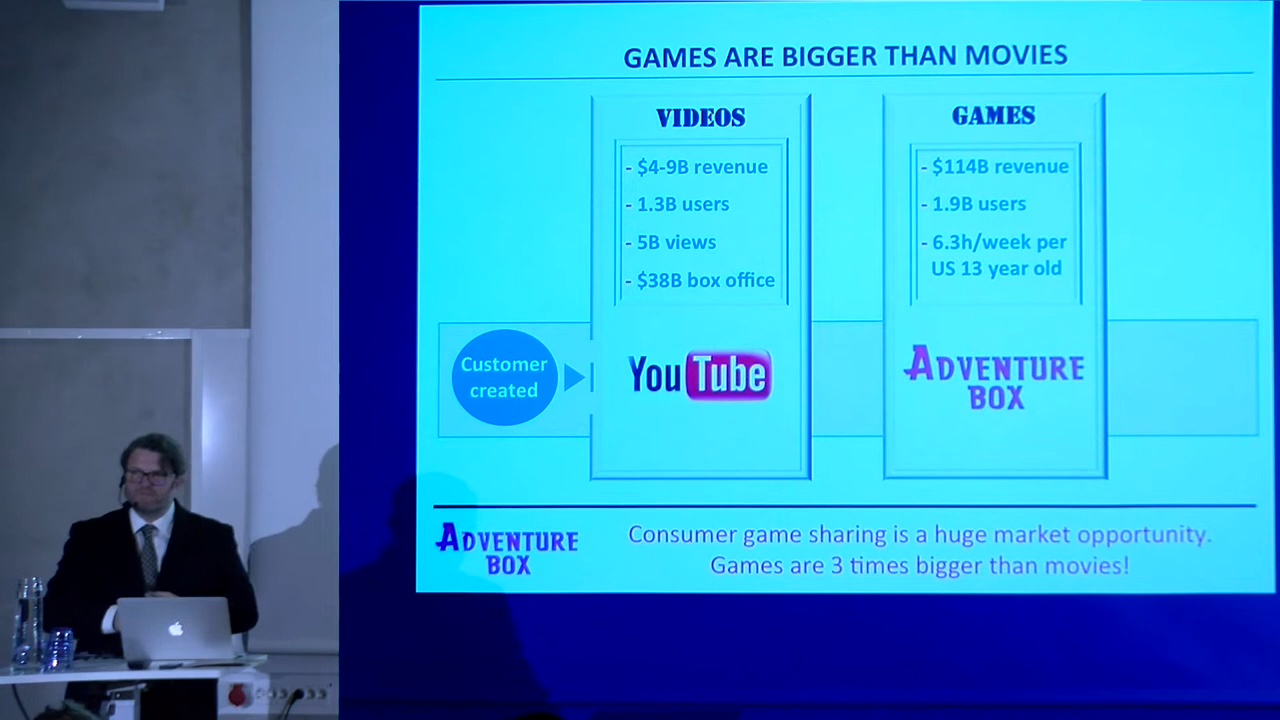 GAMES ARE BIGGER THAN MOVIES
VIDEOS
- $4-9B revenue
- 1.3B users
- 5B views
- $38B box office
GAMES
- $114B revenue
- 1.9B users
- 6.3h/week per
US 13 year old
Customer
created
YouTube
ADVENTURE
BOX
ADVENTURE
BOX
Consumer game sharing is a huge market opportunity.
Games are 3 times bigger than movies!